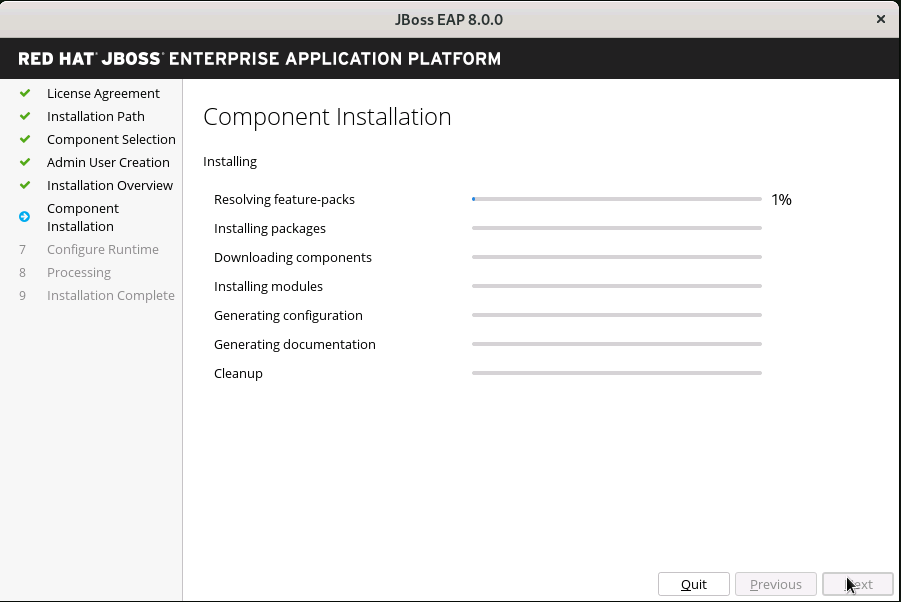 JBoss EAP 8.0.0
RED HAT JBOSS ENTERPRISE APPLICATION PLATFORM
License Agreement
Installation Path
Component Selection
Admin User Creation
Installation Overview
Component
Installation
7 Configure Runtime
8 Processing
9 Installation Complete
Component Installation
Installing
Resolving feature-packs 1%
Installing packages
Downloading components
Installing modules
Generating configuration
Generating documentation
Cleanup
Quit Previous Next